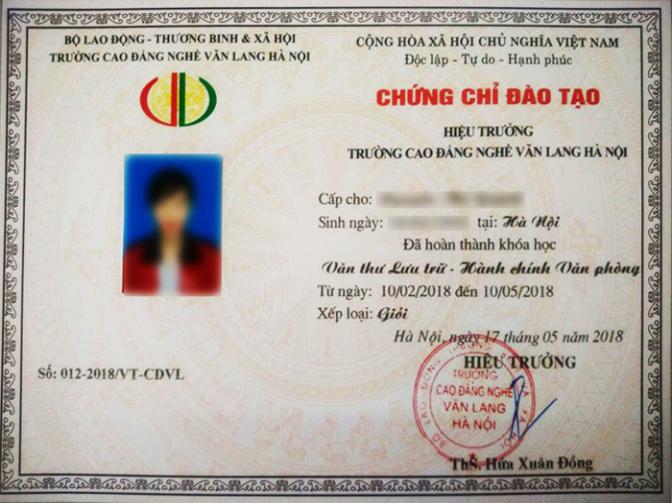 BỘ LAO ĐỘNG - THƯƠNG BINH & XÃ HỘI
TRƯỜNG CAO ĐẲNG NGHỀ VĂN LANG HÀ NỘI
CỘNG HÒA XÃ HỘI CHỦ NGHĨA VIỆT NAM
Độc lập - Tự do - Hạnh phúc
CHỨNG CHỈ ĐÀO TẠO
HIỆU TRƯỞNG
TRƯỜNG CAO ĐẲNG NGHỀ VĂN LANG HÀ NỘI
Cấp cho:
Sinh ngày: tại: Hà Nội
Đã hoàn thành khóa học
Văn thư Lưu trữ - Hành chính Văn phòng
Từ ngày: 10/02/2018 đến 10/05/2018
Xếp loại: Giỏi
Hà Nội, ngày 17 tháng 05 năm 2018
HIỆU TRƯỞNG
Số: 012-2018/VT-CDVL
TRƯỜNG
CAO ĐẲNG NGHỀ
VĂN LANG
HÀ NỘI
ThS. Hứa Xuân Đồng